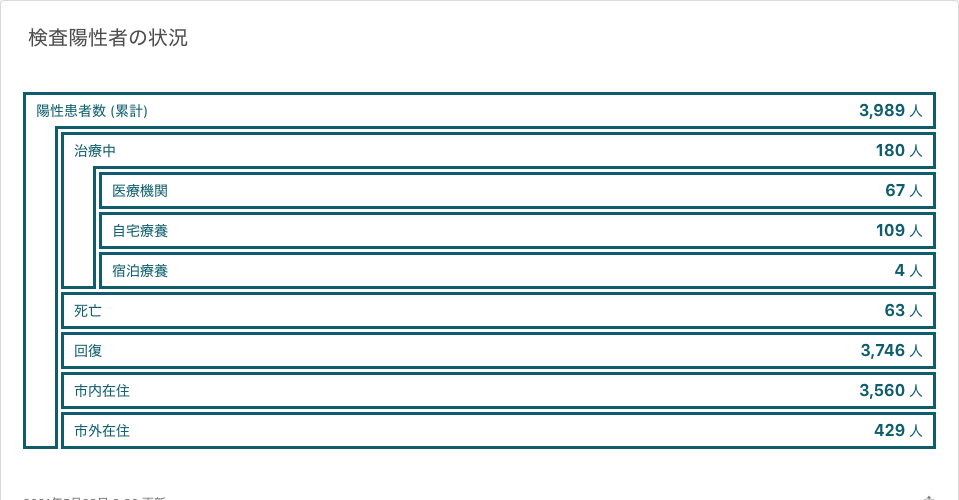 検査陽性者の状況
陽性患者数 (累計) 3,989 人
治療中 180 人
医療機関 67 人
自宅療養 109 人
宿泊療養 4 人
死亡 63 人
回復 3,746 人
市内在住 3,560 人
市外在住 429 人